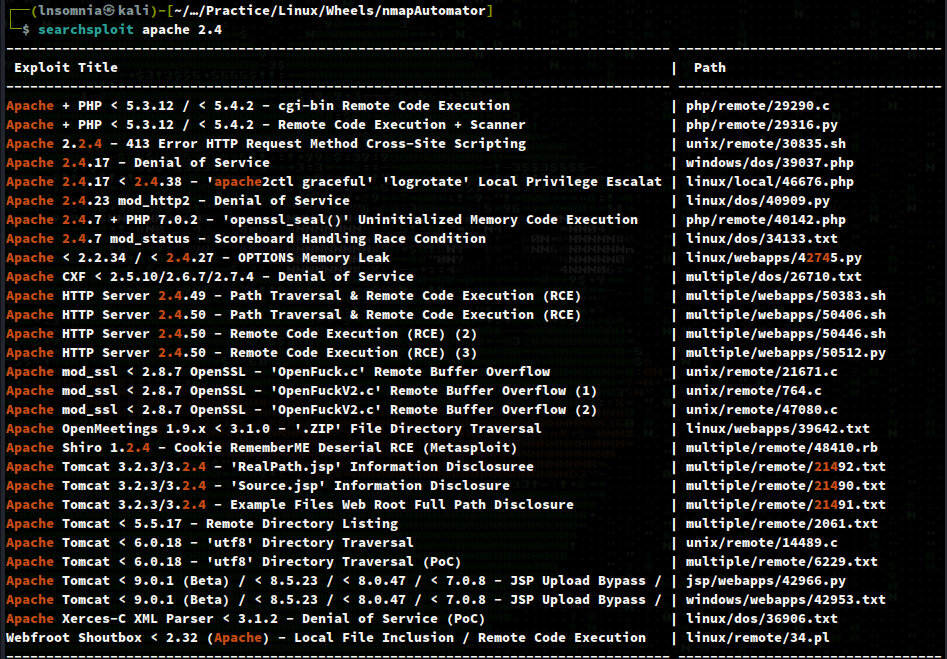 ┌──(lnsomnia㉿kali)-[~/…/Practice/Linux/Wheels/nmapAutomator]
└─$ searchsploit apache 2.4
----------------------------------------------------------------------------------- ---------------------------------
Exploit Title | Path
----------------------------------------------------------------------------------- ---------------------------------
Apache + PHP < 5.3.12 / < 5.4.2 - cgi-bin Remote Code Execution | php/remote/29290.c
Apache + PHP < 5.3.12 / < 5.4.2 - Remote Code Execution + Scanner | php/remote/29316.py
Apache 2.2.4 - 413 Error HTTP Request Method Cross-Site Scripting | unix/remote/30835.sh
Apache 2.4.17 - Denial of Service | windows/dos/39037.php
Apache 2.4.17 < 2.4.38 - 'apache2ctl graceful' 'logrotate' Local Privilege Escalat | linux/local/46676.php
Apache 2.4.23 mod_http2 - Denial of Service | linux/dos/40909.py
Apache 2.4.7 + PHP 7.0.2 - 'openssl_seal()' Uninitialized Memory Code Execution | php/remote/40142.php
Apache 2.4.7 mod_status - Scoreboard Handling Race Condition | linux/dos/34133.txt
Apache < 2.2.34 / < 2.4.27 - OPTIONS Memory Leak | linux/webapps/42745.py
Apache CXF < 2.5.10/2.6.7/2.7.4 - Denial of Service | multiple/dos/26710.txt
Apache HTTP Server 2.4.49 - Path Traversal & Remote Code Execution (RCE) | multiple/webapps/50383.sh
Apache HTTP Server 2.4.50 - Path Traversal & Remote Code Execution (RCE) | multiple/webapps/50406.sh
Apache HTTP Server 2.4.50 - Remote Code Execution (RCE) (2) | multiple/webapps/50446.sh
Apache HTTP Server 2.4.50 - Remote Code Execution (RCE) (3) | multiple/webapps/50512.py
Apache mod_ssl < 2.8.7 OpenSSL - 'OpenFuck.c' Remote Buffer Overflow | unix/remote/21671.c
Apache mod_ssl < 2.8.7 OpenSSL - 'OpenFuckV2.c' Remote Buffer Overflow (1) | unix/remote/764.c
Apache mod_ssl < 2.8.7 OpenSSL - 'OpenFuckV2.c' Remote Buffer Overflow (2) | unix/remote/47080.c
Apache OpenMeetings 1.9.x < 3.1.0 - '.ZIP' File Directory Traversal | linux/webapps/39642.txt
Apache Shiro 1.2.4 - Cookie RememberME Deserial RCE (Metasploit) | multiple/remote/48410.rb
Apache Tomcat 3.2.3/3.2.4 - 'RealPath.jsp' Information Disclosuree | multiple/remote/21492.txt
Apache Tomcat 3.2.3/3.2.4 - 'Source.jsp' Information Disclosure | multiple/remote/21490.txt
Apache Tomcat 3.2.3/3.2.4 - Example Files Web Root Full Path Disclosure | multiple/remote/21491.txt
Apache Tomcat < 5.5.17 - Remote Directory Listing | multiple/remote/2061.txt
Apache Tomcat < 6.0.18 - 'utf8' Directory Traversal | unix/remote/14489.c
Apache Tomcat < 6.0.18 - 'utf8' Directory Traversal (PoC) | multiple/remote/6229.txt
Apache Tomcat < 9.0.1 (Beta) / < 8.5.23 / < 8.0.47 / < 7.0.8 - JSP Upload Bypass / | jsp/webapps/42966.py
Apache Tomcat < 9.0.1 (Beta) / < 8.5.23 / < 8.0.47 / < 7.0.8 - JSP Upload Bypass / | windows/webapps/42953.txt
Apache Xerces-C XML Parser < 3.1.2 - Denial of Service (PoC) | linux/dos/36906.txt
Webfroot Shoutbox < 2.32 (Apache) - Local File Inclusion / Remote Code Execution | linux/remote/34.pl
----------------------------------------------------------------------------------- ---------------------------------